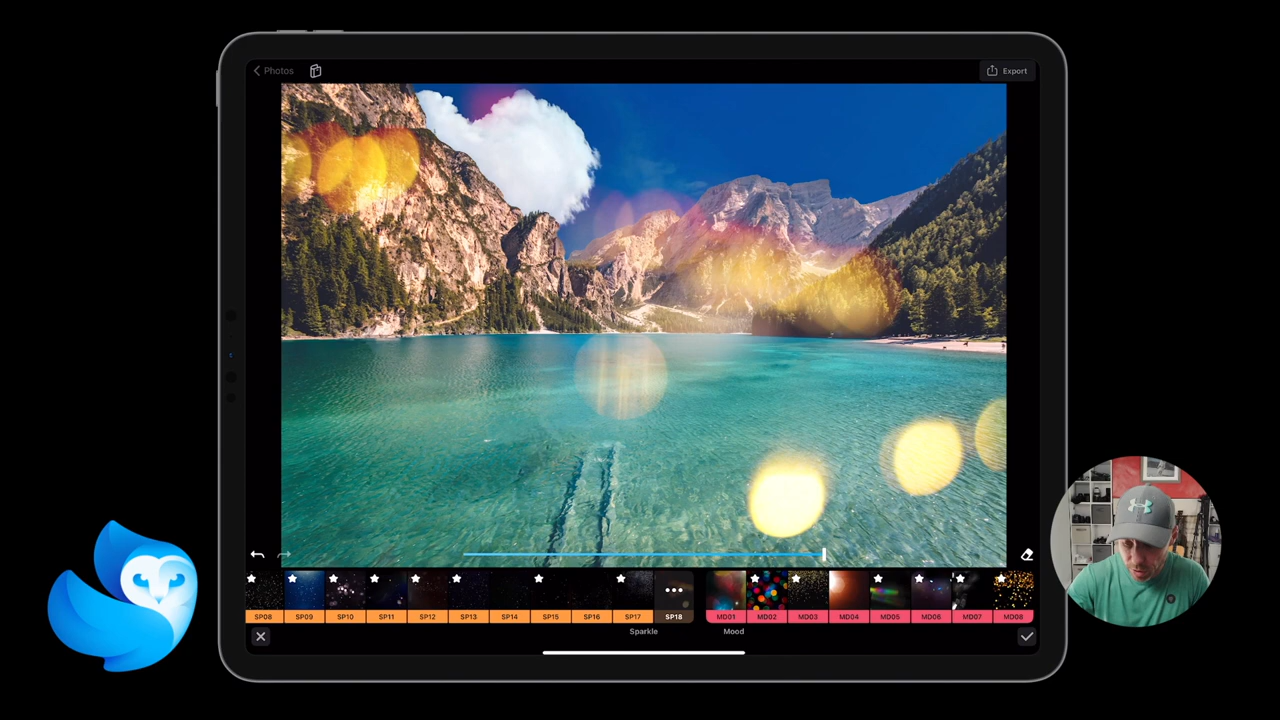 Photos
Export
SP08 SP09 SP10 SP11 SP12 SP13 SP14 SP15 SP16 SP17 SP18 MD01 MD02 MD03 MD04 MD05 MD06 MD07 MD08
Sparkle Mood